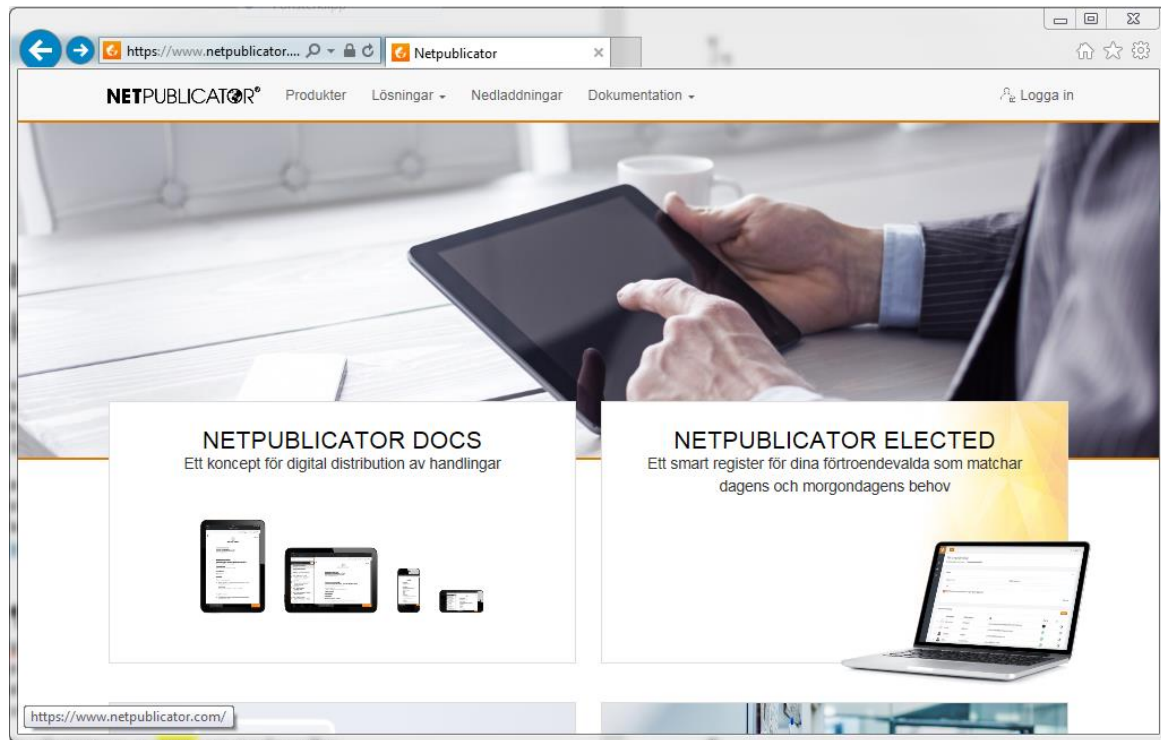 https://www.netpublicator....
Netpublicator
NETPUBLICATOR®
Produkter
Lösningar
Nedladdningar
Dokumentation
Logga in
NETPUBLICATOR DOCS
Ett koncept för digital distribution av handlingar
NETPUBLICATOR ELECTED
Ett smart register för dina förtroendevalda som matchar
dagens och morgondagens behov
https://www.netpublicator.com/